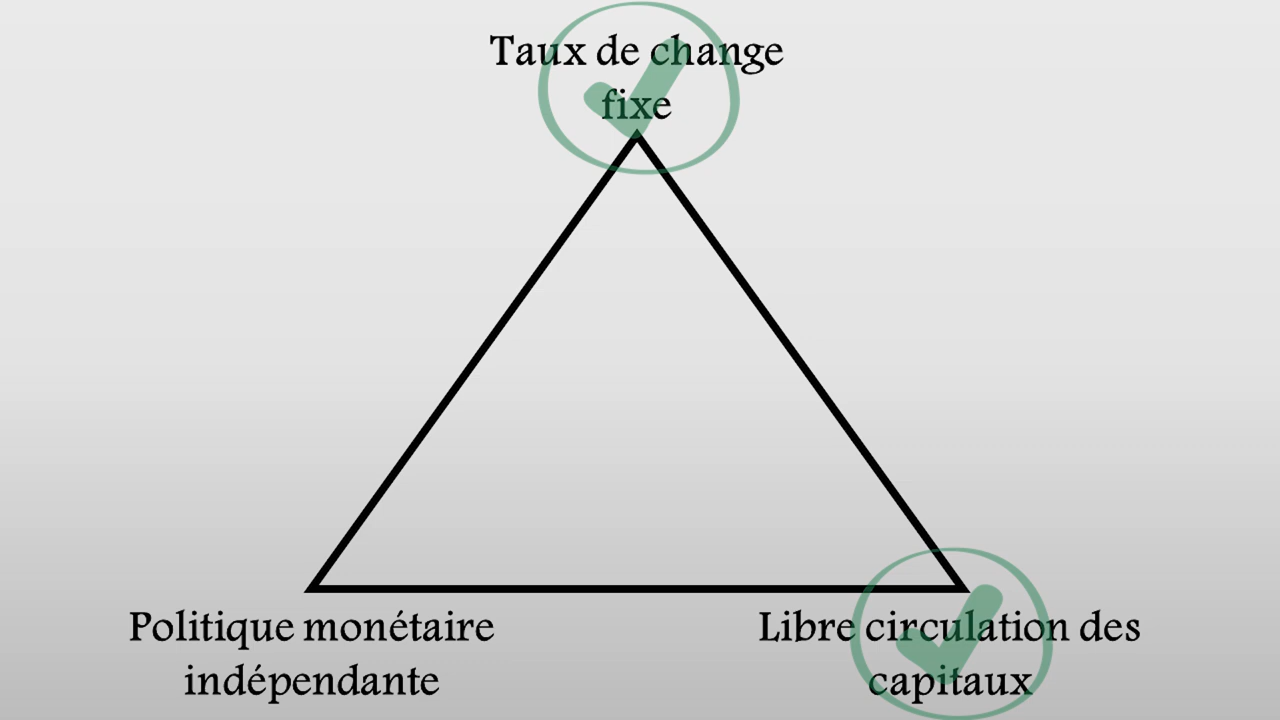 Taux de change
fixe
Politique monétaire
indépendante
Libre circulation des
capitaux